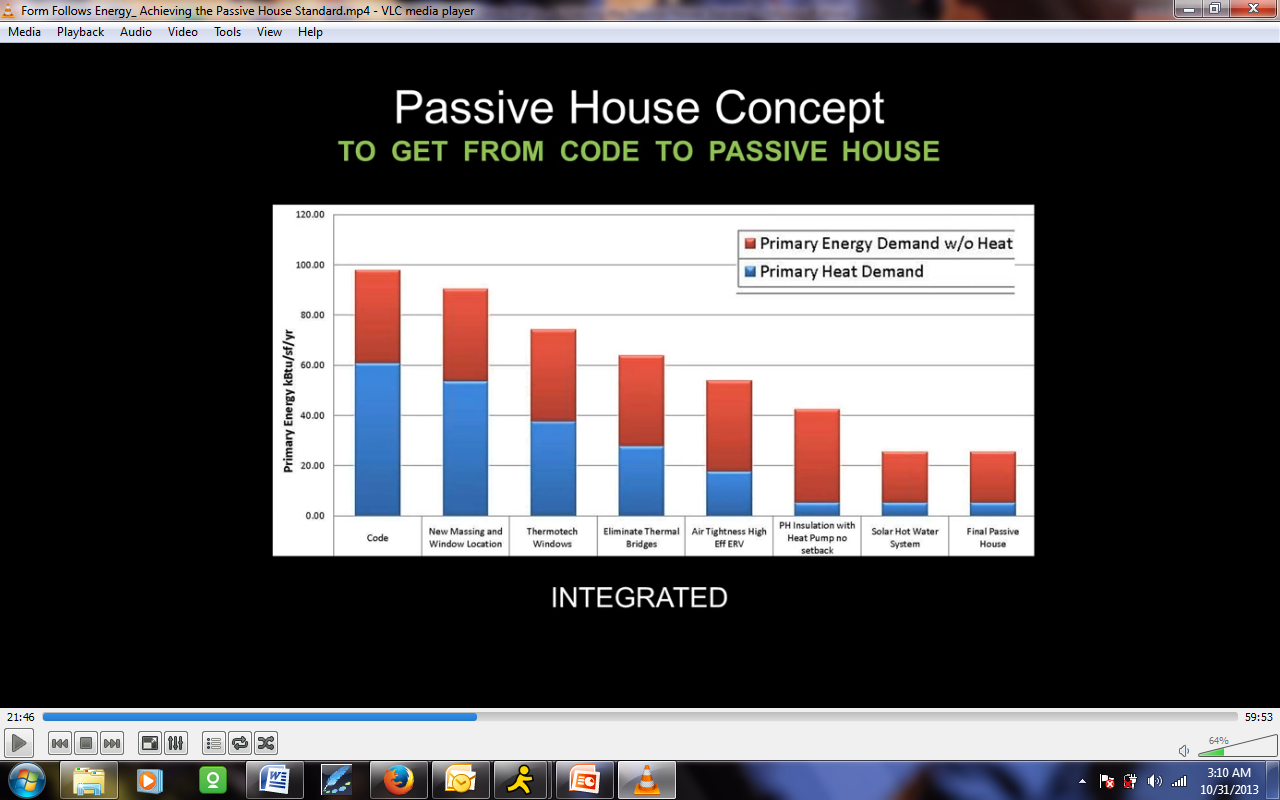 Form Follows Energy_ Achieving the Passive House Standard.mp4 - VLC media player
Media Playback Audio Video Tools View Help
Passive House Concept
TO GET FROM CODE TO PASSIVE HOUSE
120.00
100.00
80.00
60.00
40.00
20.00
0.00
Primary Energy kBtu/sf/yr
Primary Energy Demand w/o Heat
Primary Heat Demand
Code
New Massing and
Window Location
Thermotech
Windows
Eliminate Thermal
Bridges
Air Tightness High
Eff ERV
PH Insulation with
Heat Pump no
setback
Solar Hot Water
System
Final Passive
House
INTEGRATED
21:46
59:53
64%
3:10 AM
10/31/2013